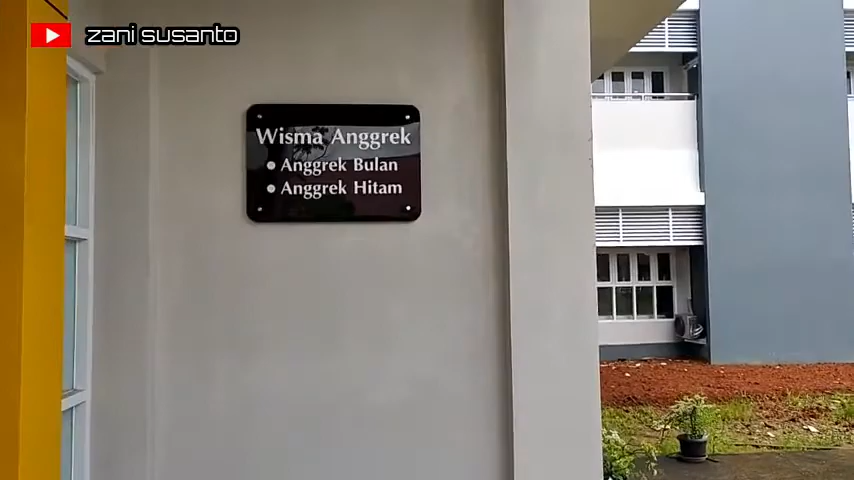 zani susanto
Wisma Anggrek
• Anggrek Bulan
• Anggrek Hitam